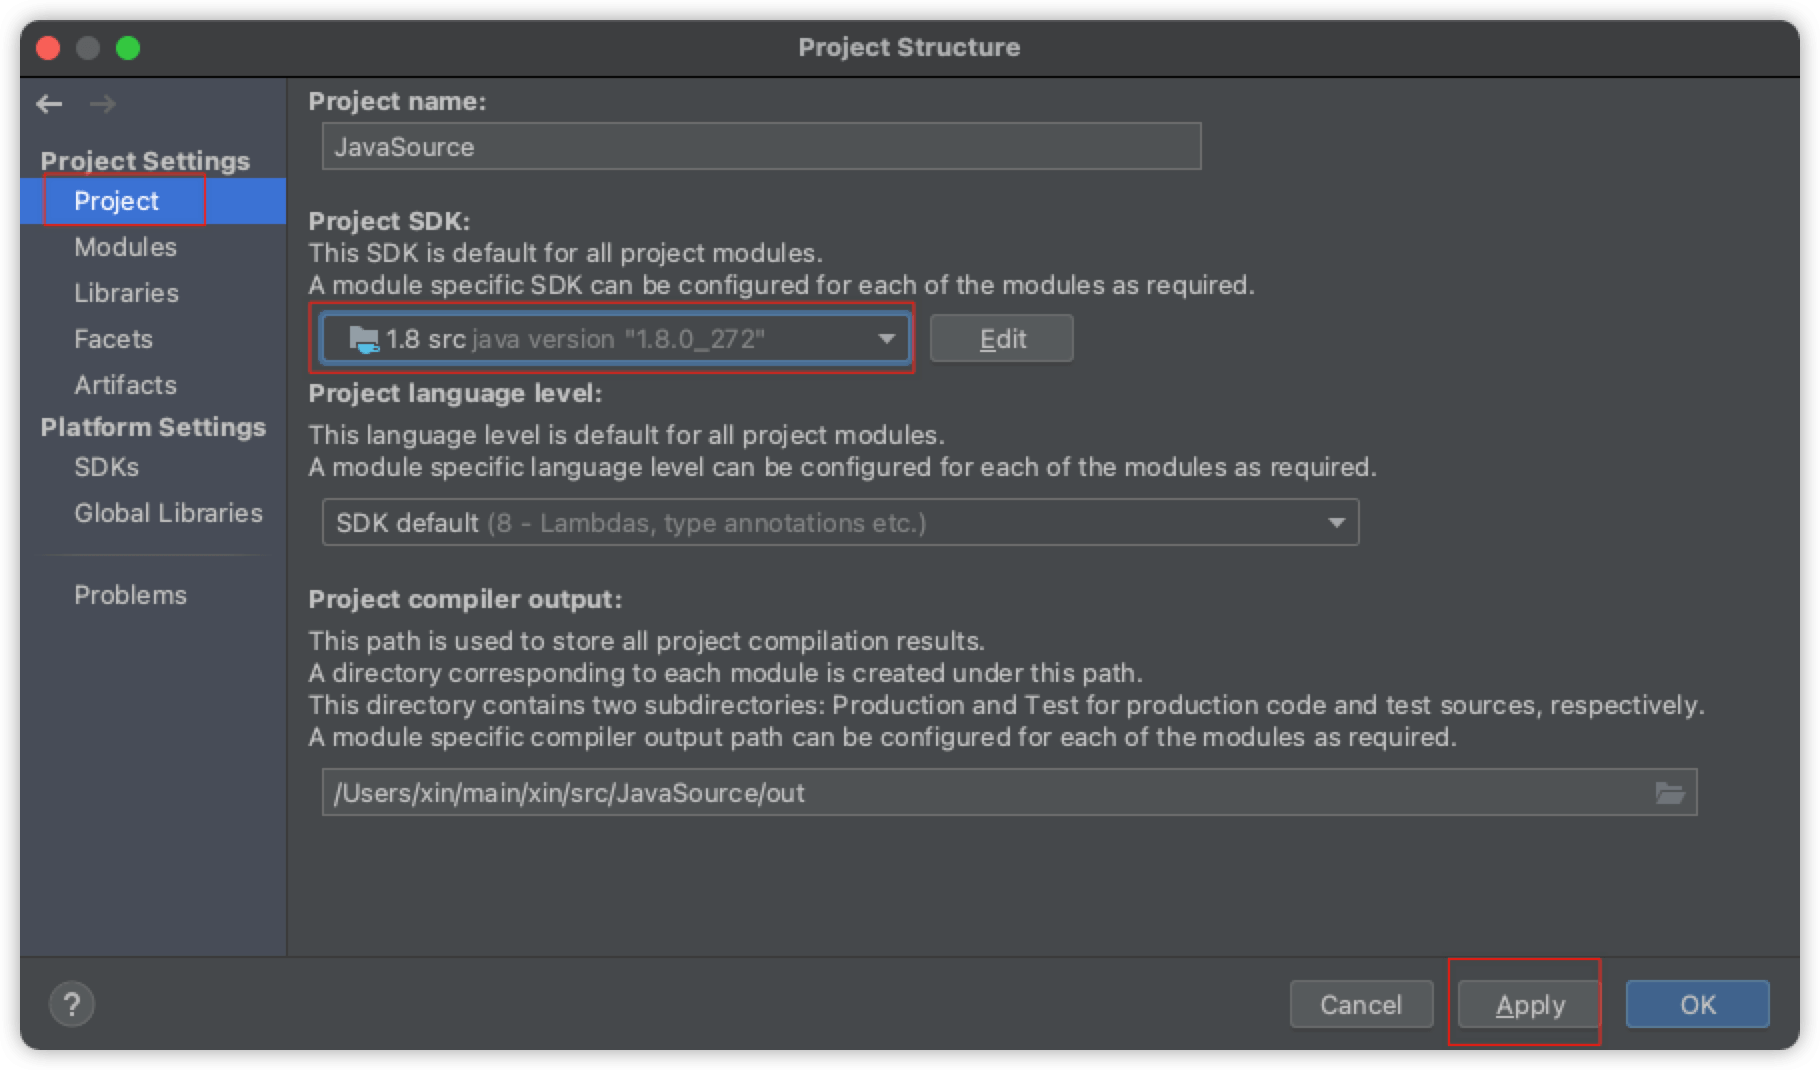 Project Structure
Project Settings
Project
Modules
Libraries
Facets
Artifacts
Platform Settings
SDKs
Global Libraries
Problems
Project name:
JavaSource
Project SDK:
This SDK is default for all project modules.
A module specific SDK can be configured for each of the modules as required.
1.8 src java version "1.8.0_272"
Edit
Project language level:
This language level is default for all project modules.
A module specific language level can be configured for each of the modules as required.
SDK default (8 - Lambdas, type annotations etc.)
Project compiler output:
This path is used to store all project compilation results.
A directory corresponding to each module is created under this path.
This directory contains two subdirectories: Production and Test for production code and test sources, respectively.
A module specific compiler output path can be configured for each of the modules as required.
/Users/xin/main/xin/src/JavaSource/out
?
Cancel
Apply
OK